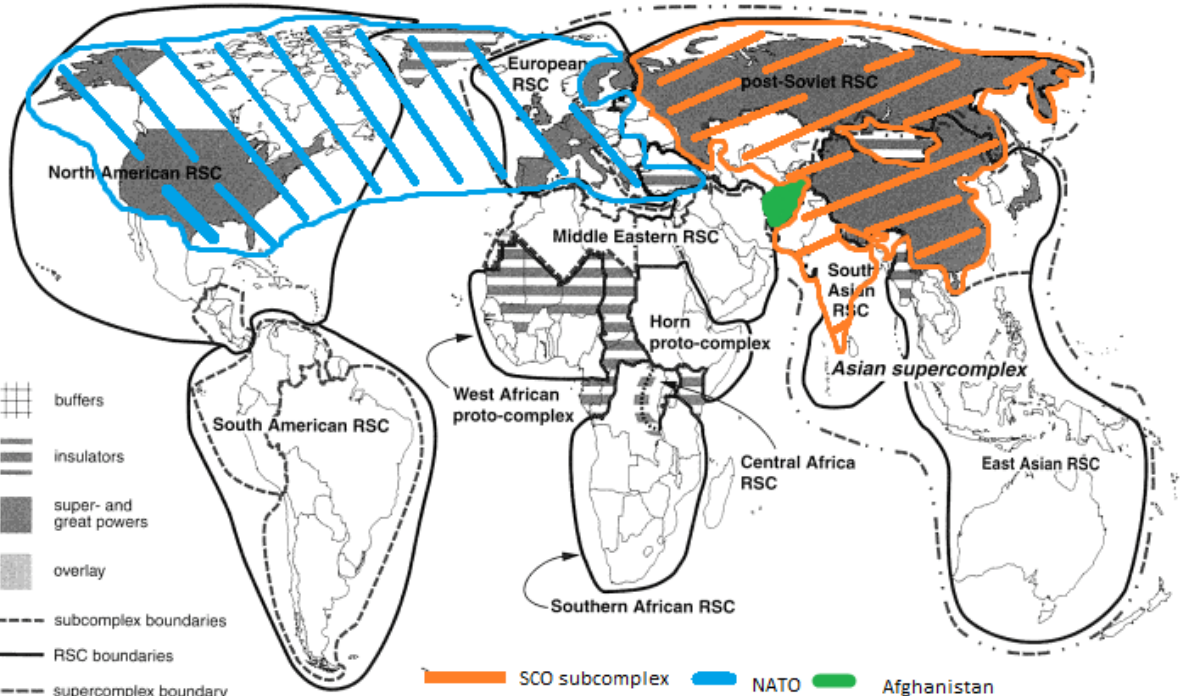 European
RSC
post-Soviet RSC
North American RSC
Middle Eastern RSC
South
Asian
RSC
Horn
proto-complex
Asian supercomplex
West African
proto-complex
South American RSC
Central Africa
RSC
East Asian RSC
Southern African RSC
buffers
insulators
super- and
great powers
overlay
subcomplex boundaries
RSC boundaries
supercomplex boundary
SCO subcomplex
NATO
Afghanistan